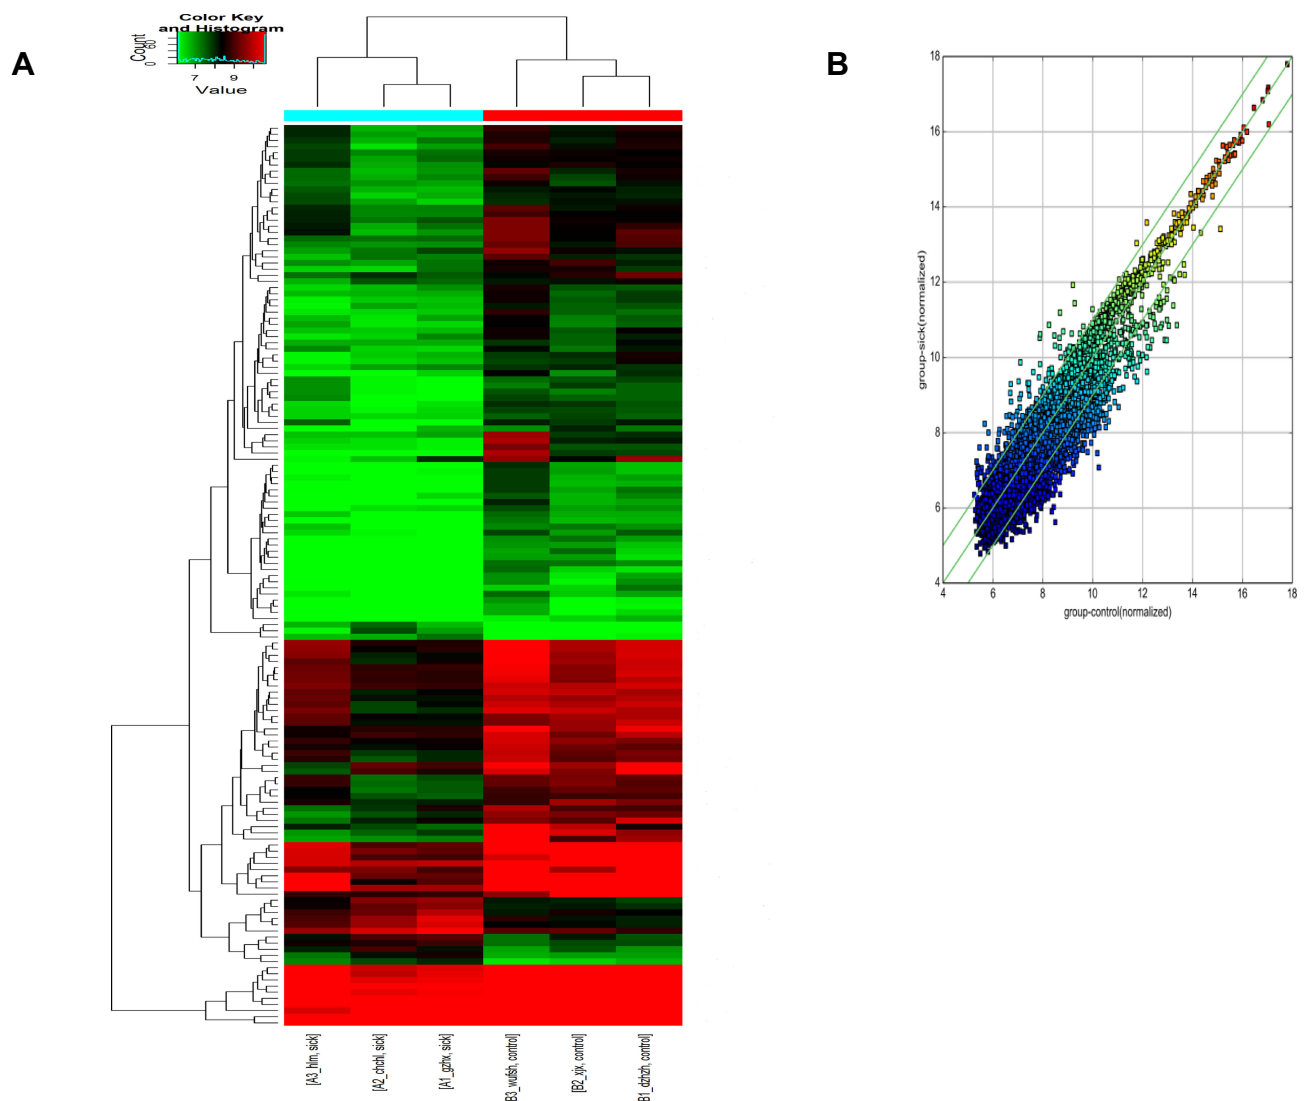 A
Color Key
and Histogram
Count
0
60
7
9
Value
[A3_hlm, sick]
[A2_chchl, sick]
[A1_gzhx, sick]
B3_wufsh, control]
[B2_xjx, control]
B1_dzhzh, control]
B
18
16
14
12
10
8
6
4
group-sick(normalized)
4 6 8 10 12 14 16 18
group-control(normalized)